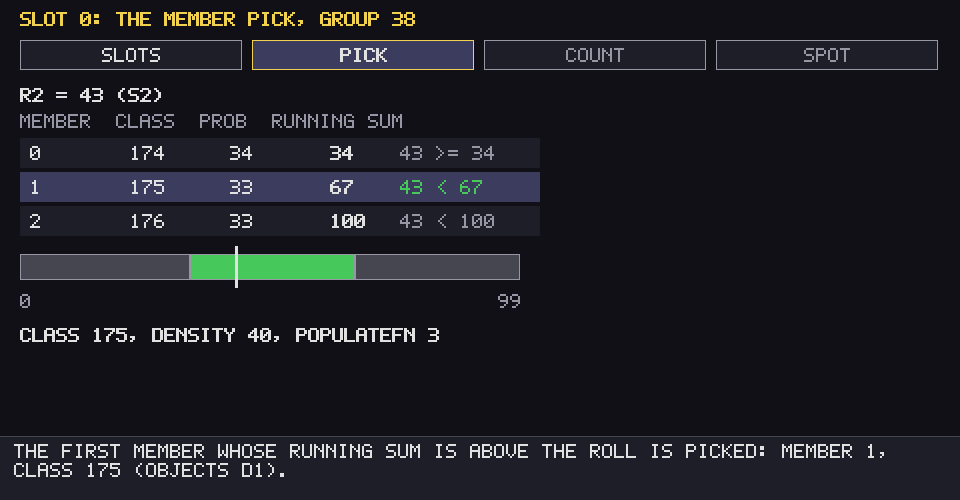 SLOT 0: THE MEMBER PICK, GROUP 38
SLOTS PICK COUNT SPOT
R2 = 43 (S2)
MEMBER CLASS PROB RUNNING SUM
0 174 34 34 43 >= 34
1 175 33 67 43 < 67
2 176 33 100 43 < 100
0 99
CLASS 175, DENSITY 40, POPULATEFN 3
THE FIRST MEMBER WHOSE RUNNING SUM IS ABOVE THE ROLL IS PICKED: MEMBER 1,
CLASS 175 (OBJECTS D1).